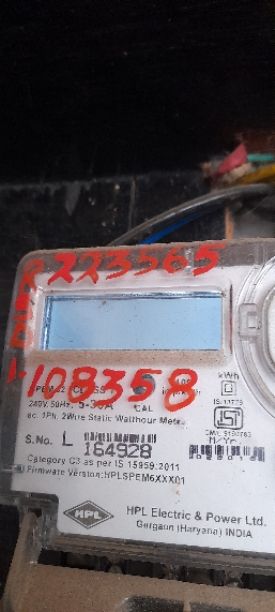 223565
108358
kWh
240V, 50Hz, 5-30A
CAL
ac, 1Ph, 2Wire Static Watthour Meter
S.No. L 164928
Category C3 as per IS 15959:2011
Firmware Version:HPLSPEM6XXX01
HPL
HPL Electric & Power Ltd.
Gurgaon (Haryana) INDIA